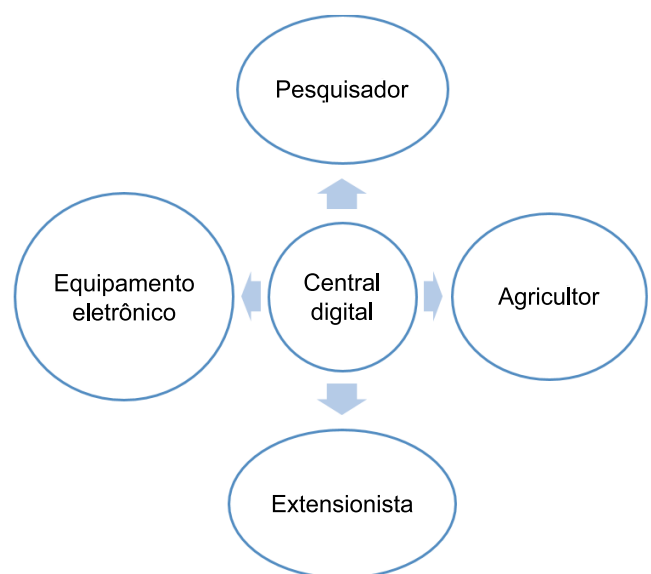 Pesquisador
Equipamento
eletrônico
Central
digital
Agricultor
Extensionista